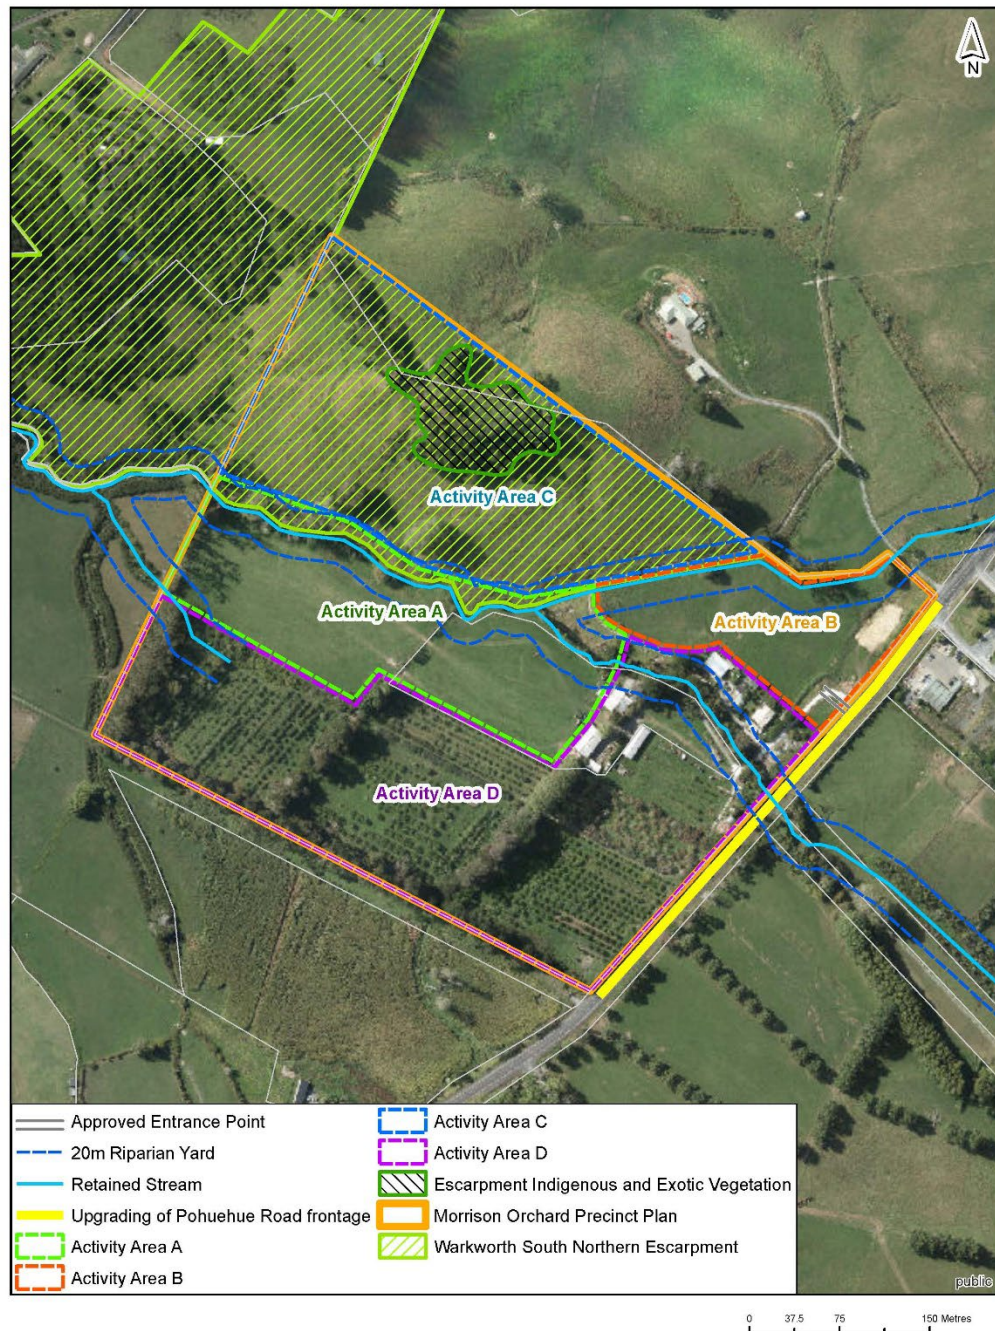 N
Activity Area C
Activity Area A
Activity Area B
Activity Area D
Approved Entrance Point
20m Riparian Yard
Retained Stream
Upgrading of Pohuehue Road frontage
Activity Area A
Activity Area B
Activity Area C
Activity Area D
Escarpment Indigenous and Exotic Vegetation
Morrison Orchard Precinct Plan
Warkworth South Northern Escarpment
public
0 37.5 75 150 Metres